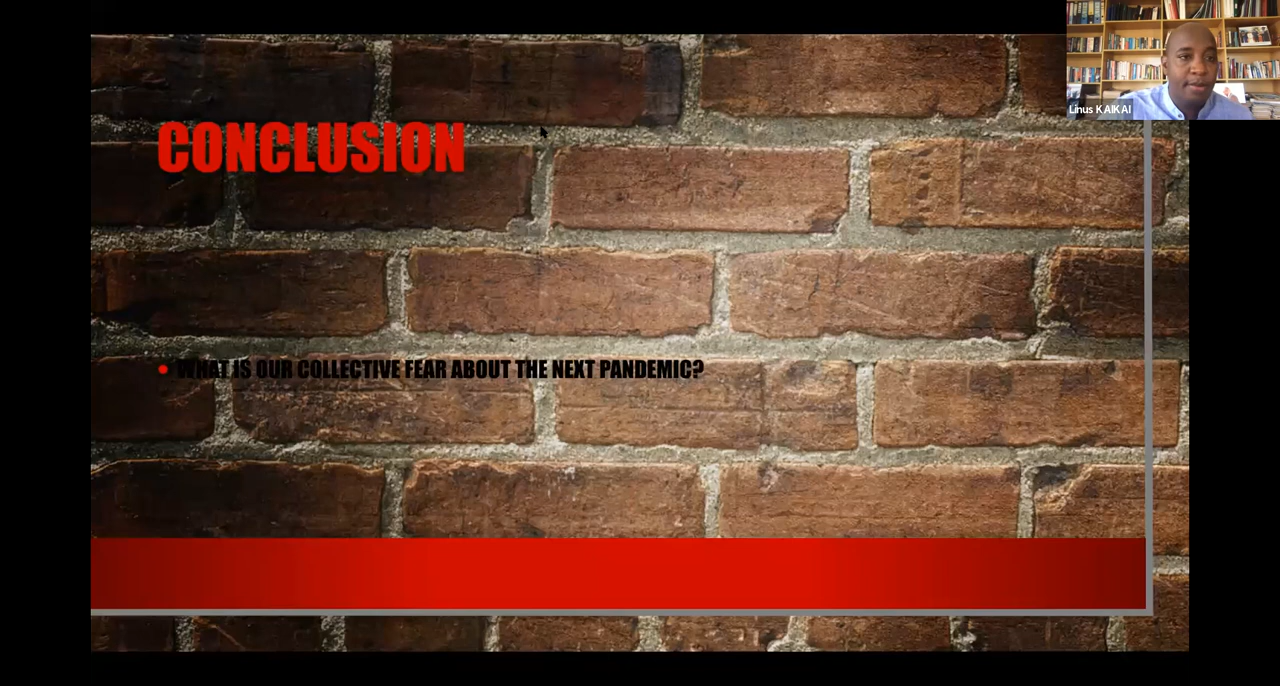 CONCLUSION
WHAT IS OUR COLLECTIVE FEAR ABOUT THE NEXT PANDEMIC?
Linus KAIKAI